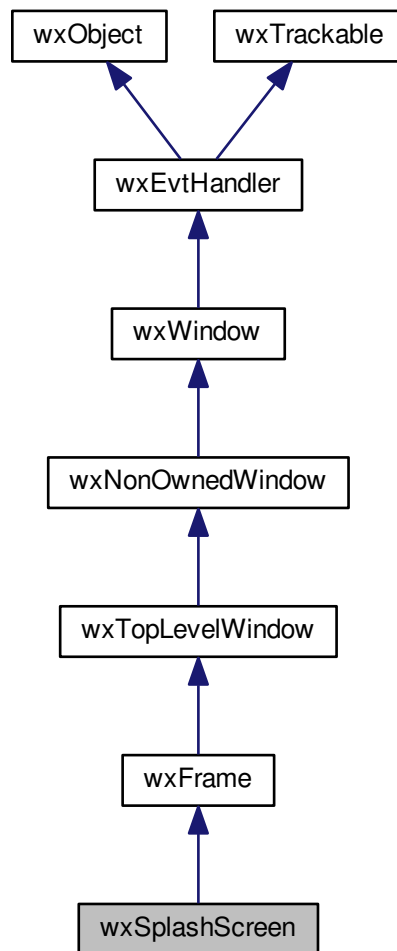 wxObject
wxTrackable
wxEvtHandler
wxWindow
wxNonOwnedWindow
wxTopLevelWindow
wxFrame
wxSplashScreen